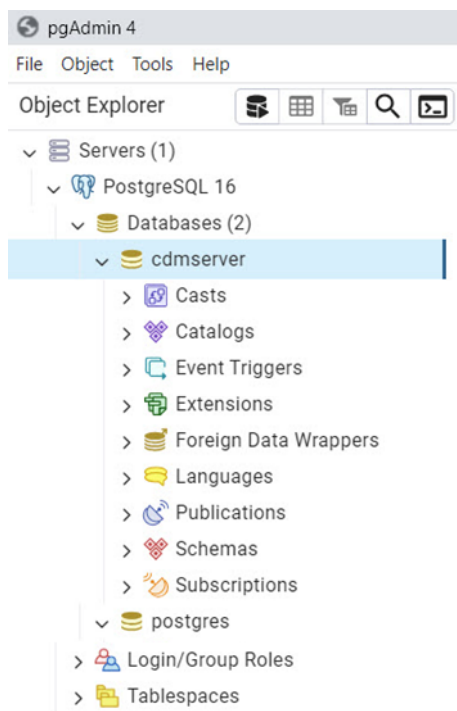 pgAdmin 4
File Object Tools Help
Object Explorer
Servers (1)
PostgreSQL 16
Databases (2)
cdmserver
Casts
Catalogs
Event Triggers
Extensions
Foreign Data Wrappers
Languages
Publications
Schemas
Subscriptions
postgres
Login/Group Roles
Tablespaces